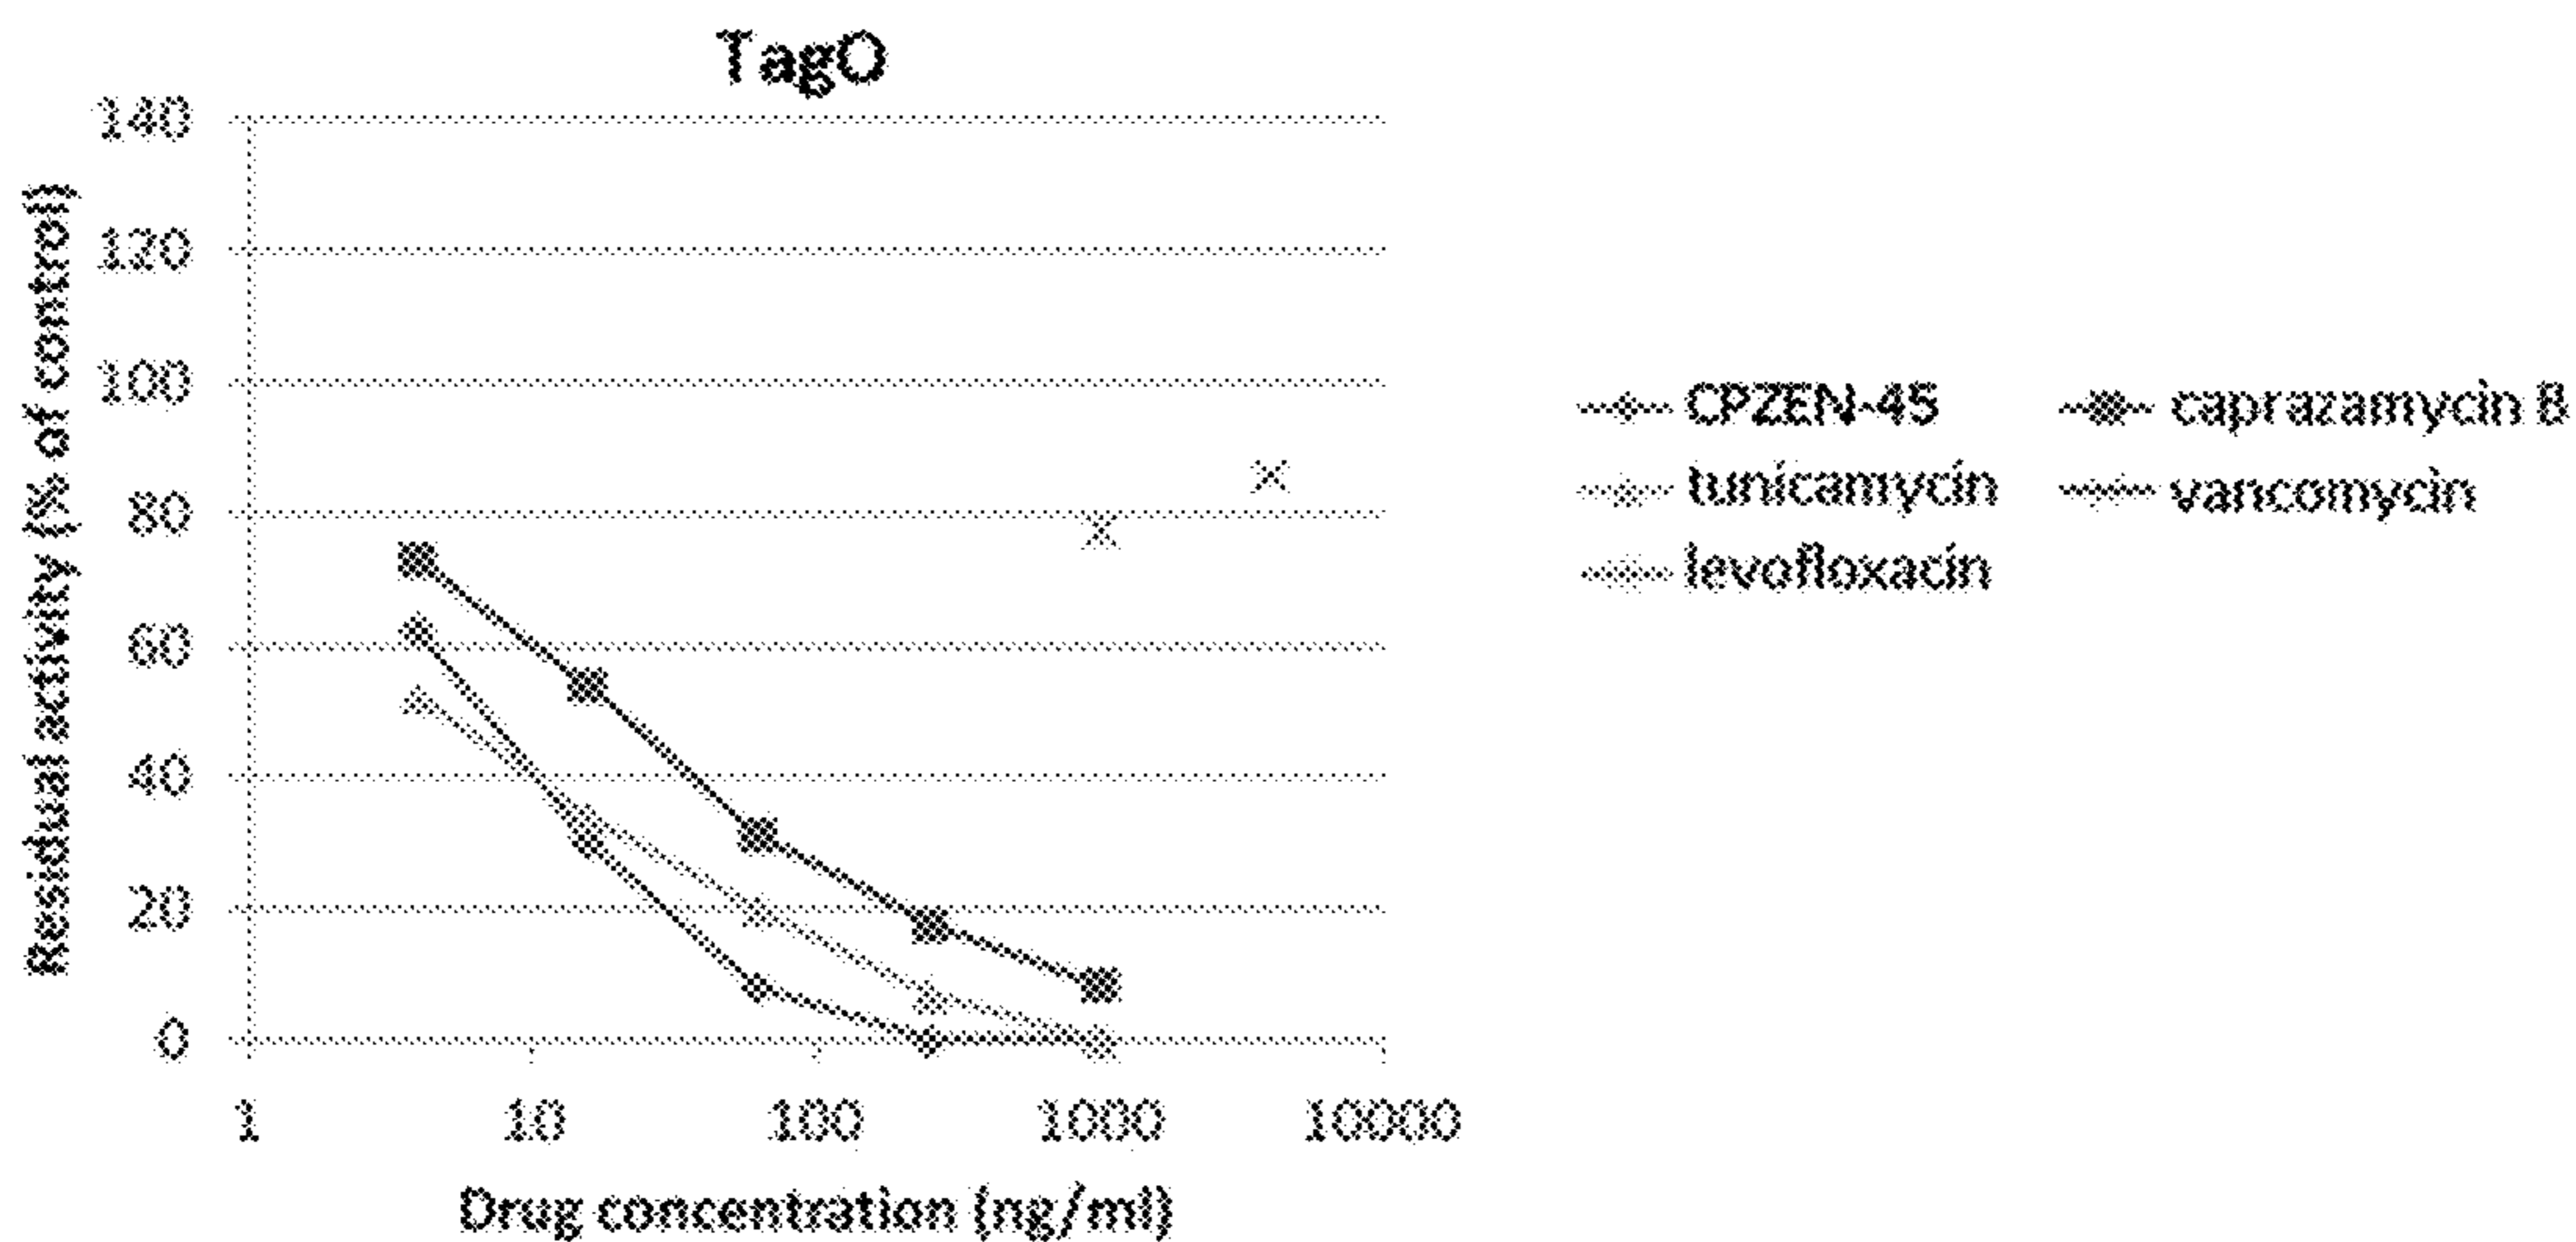 TagO
Residual activity (% of control)
140
120
100
80
60
40
20
0
1 10 100 1000 10000
Drug concentration (ng/ml)
CPZEN-45 caprazamycin B
tunicamycin vancomycin
levofloxacin